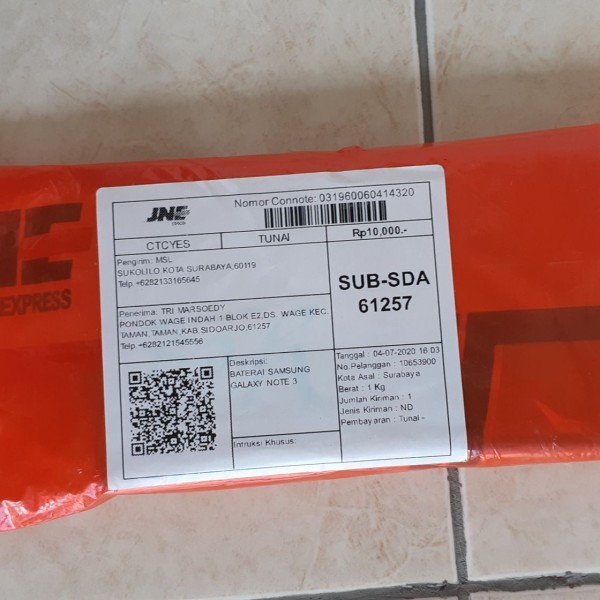 JNE
EXPRESS
JNE
EXPRESS
Nomor Connote: 031960060414320
CTCYES
TUNAI
Rp10,000.-
Pengirim: MSL
SUKOLILO,KOTA SURABAYA,60119
Telp.+6282133165645
SUB-SDA
61257
Penerima: TRI MARSOEDY
PONDOK WAGE INDAH 1 BLOK E2,DS. WAGE KEC.
TAMAN,TAMAN,KAB.SIDOARJO,61257
Telp.+6282121545556
Deskripsi:
BATERAI SAMSUNG
GALAXY NOTE 3
Intruksi Khusus:
Tanggal : 04-07-2020 16:03
No.Pelanggan : 10653900
Kota Asal : Surabaya
Berat : 1 Kg
Jumlah Kiriman : 1
Jenis Kiriman : ND
Pembayaran : Tunai -